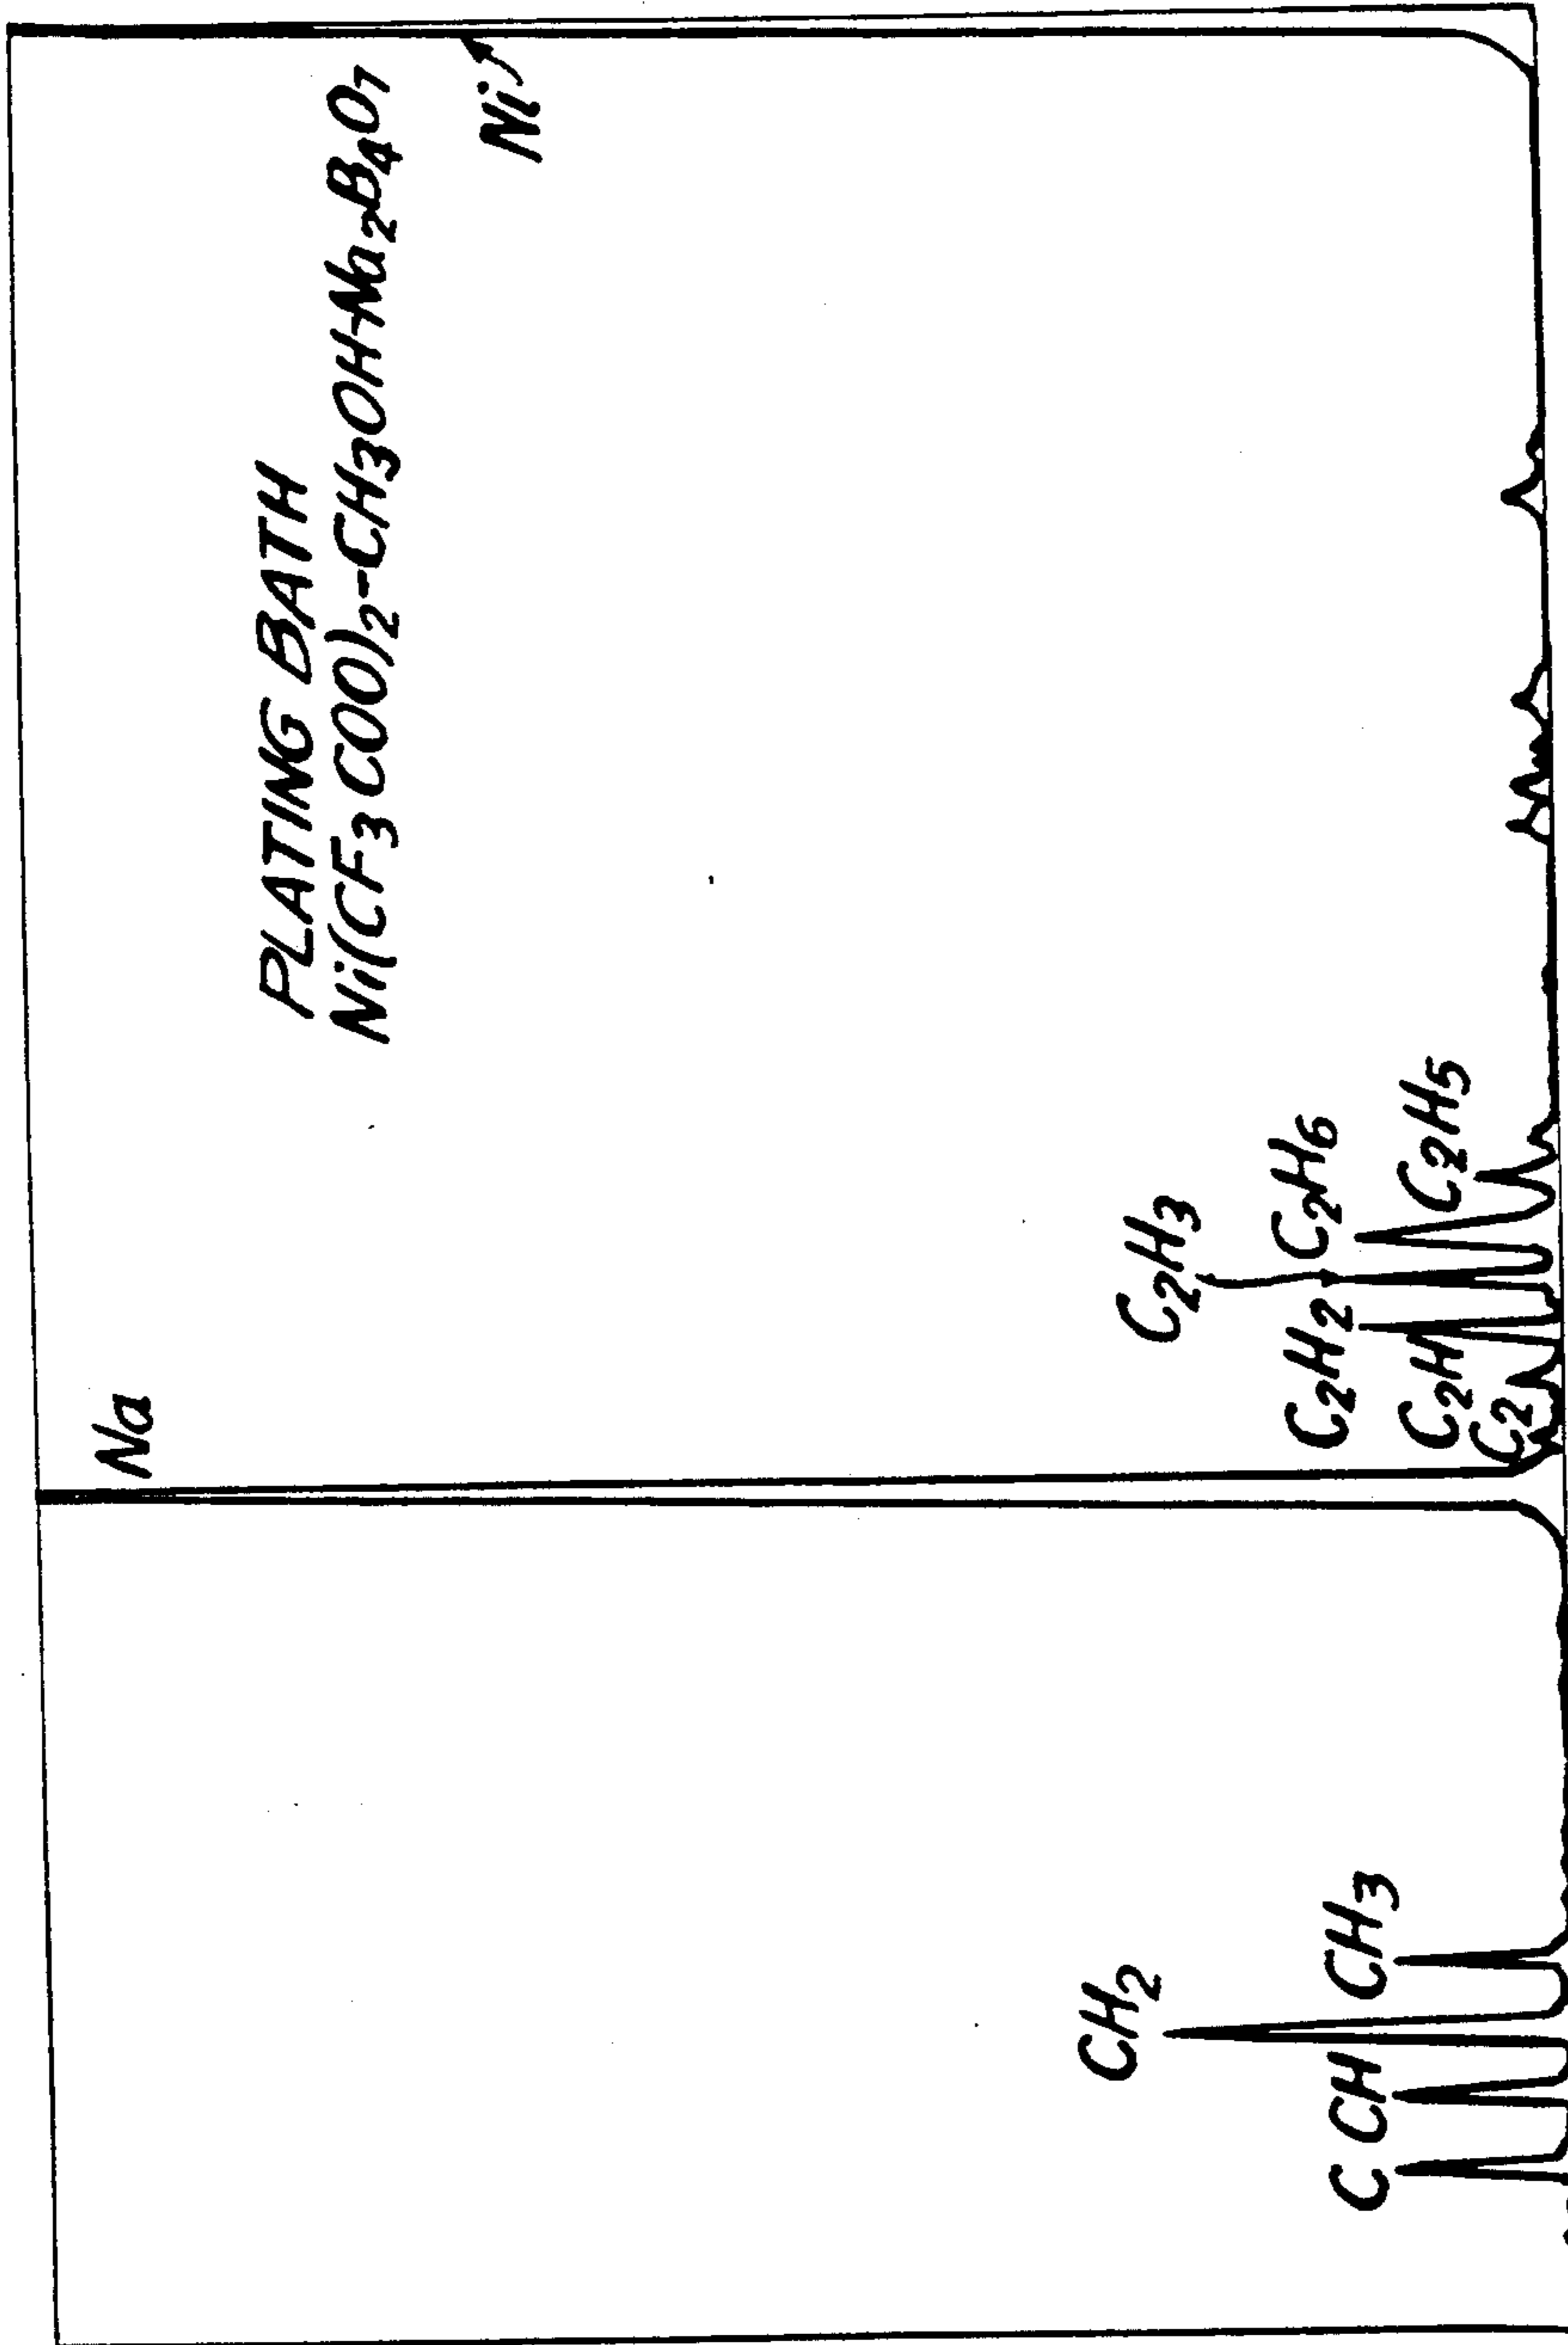 PLATING BATH
Ni(CF3COO)2-CH3OH-Na2B4O7
Ni
Na
C
CH
CH2
CH3
C2
C2H
C2H2
C2H3
C2H6
C2H5